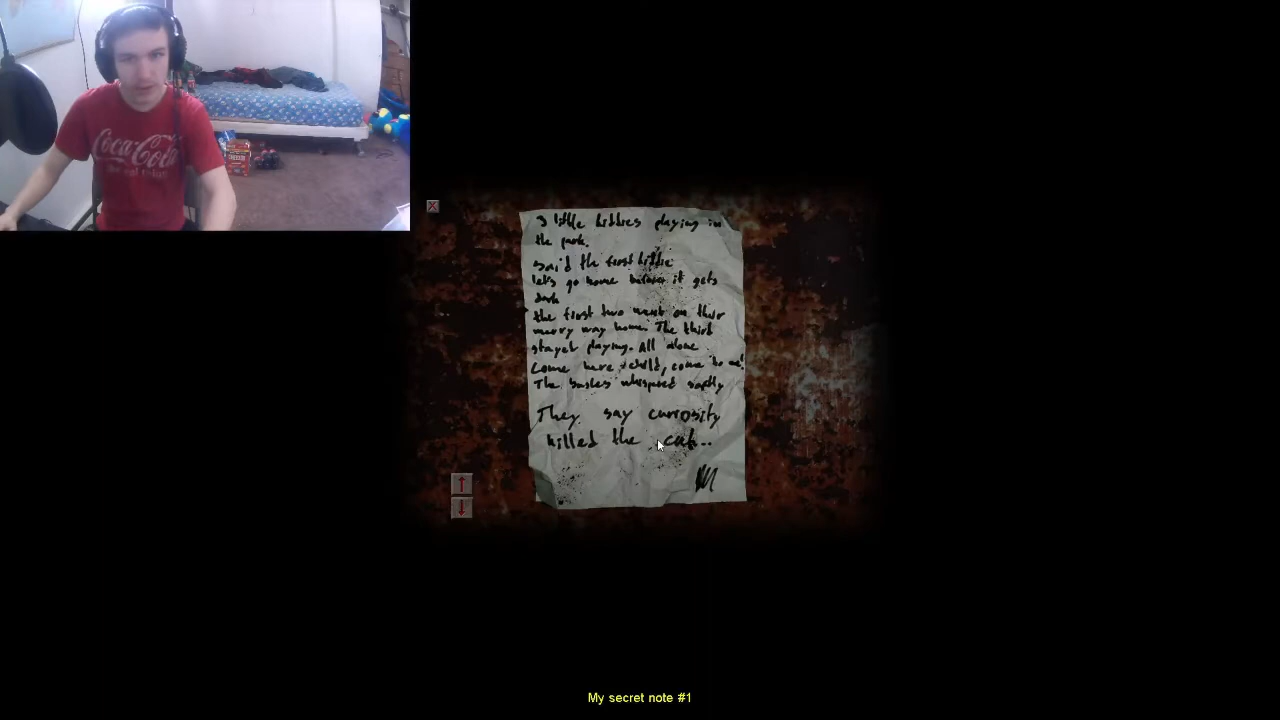 Coca-Cola
3 little kiddies playing in
the park.
Said the first kiddie
let's go home before it gets
dark
the first two went on their
merry way home. The third
stayed playing. All alone
Come here child, come to me!
The bushes whispered softly
They say curiosity
killed the cat..
My secret note #1